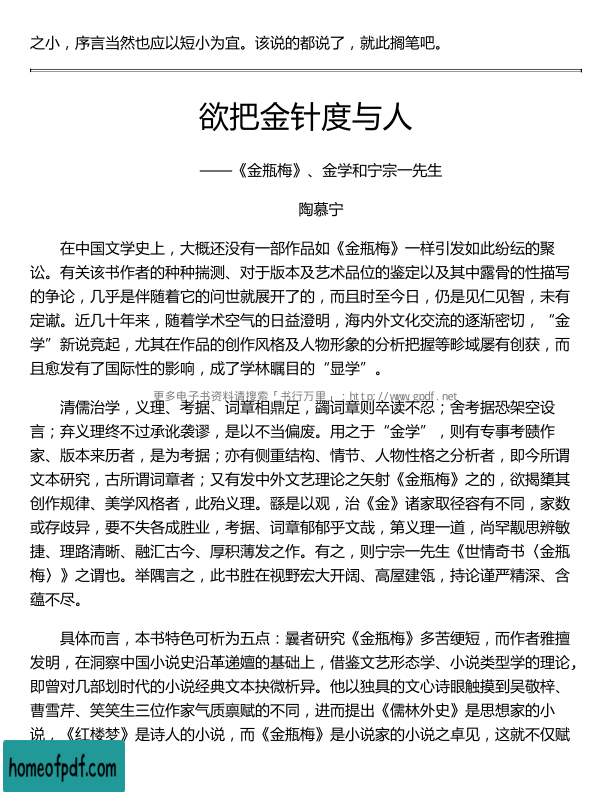 之小，序言当然也应以短小为宜。该说的都说了，就此搁笔吧。
欲把金针度与人
——《金瓶梅》、金学和宁宗一先生
陶慕宁
在中国文学史上，大概还没有一部作品如《金瓶梅》一样引发如此纷纭的聚
讼。有关该书作者的种种揣测、对于版本及艺术品位的鉴定以及其中露骨的性描写
的争论，几乎是伴随着它的问世就展开了的，而且时至今日，仍是见仁见智，未有
定谳。近几十年来，随着学术空气的日益澄明，海内外文化交流的逐渐密切，“金
学”新说竞起，尤其在作品的创作风格及人物形象的分析把握等畛域屡有创获，而
且愈发有了国际性的影响，成了学林瞩目的“显学”。
更多电子书资料请搜索「书行万里」：http://www.gpdf.net
清儒治学，义理、考据、词章相鼎足，蠲词章则卒读不忍；舍考据恐架空设
言；弃义理终不过承讹袭谬，是以不当偏废。用之于“金学”，则有专事考赜作
家、版本来历者，是为考据；亦有侧重结构、情节、人物性格之分析者，即今所谓
文本研究，古所谓词章者；又有发中外文艺理论之矢射《金瓶梅》之的，欲揭橥其
创作规律、美学风格者，此殆义理。繇是以观，治《金》诸家取径容有不同，家数
或存歧异，要不失各成胜业，考据、词章郁郁乎文哉，第义理一道，尚罕觏思辨敏
捷、理路清晰、融汇古今、厚积薄发之作。有之，则宁宗一先生《世情奇书〈金瓶
梅〉》之谓也。举隅言之，此书胜在视野宏大开阔、高屋建瓴，持论谨严精深、含
蕴不尽。
具体而言，本书特色可析为五点：曩者研究《金瓶梅》多苦绠短，而作者雅擅
发明，在洞察中国小说史沿革递嬗的基础上，借鉴文艺形态学、小说类型学的理论，
即曾对几部划时代的小说经典文本抉微析异。他以独具的文心诗眼触摸到吴敬梓、
曹雪芹、笑笑生三位作家气质禀赋的不同，进而提出《儒林外史》是思想家的小
说，《红楼梦》是诗人的小说，而《金瓶梅》是小说家的小说之卓见，这就不仅赋
homeofpdf.com